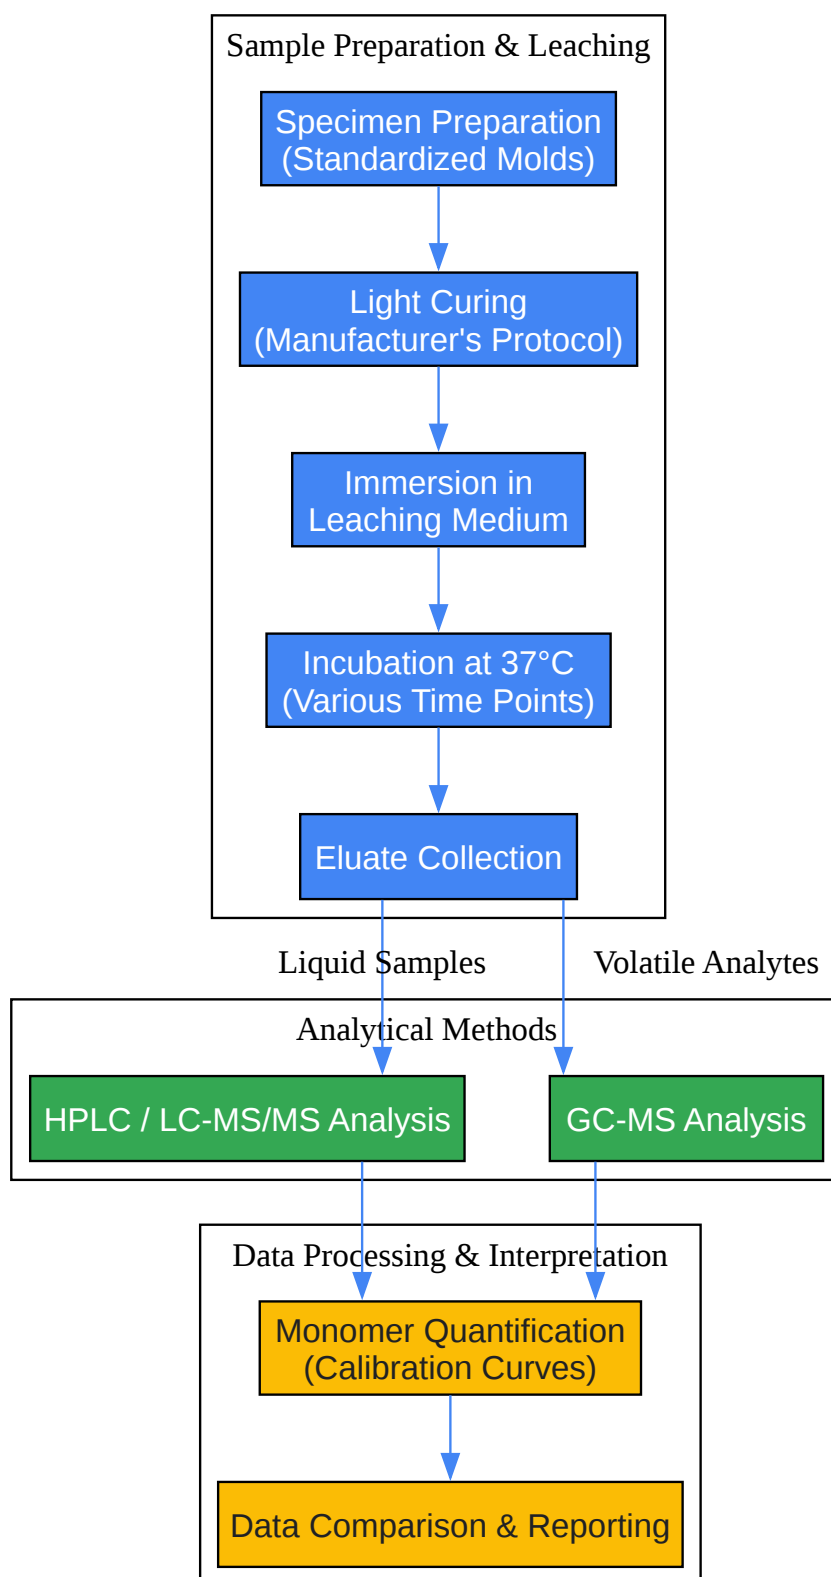 Sample Preparation & Leaching
Specimen Preparation
(Standardized Molds)
Light Curing
(Manufacturer's Protocol)
Immersion in
Leaching Medium
Incubation at 37°C
(Various Time Points)
Eluate Collection
Liquid Samples
Volatile Analytes
Analytical Methods
HPLC / LC-MS/MS Analysis
GC-MS Analysis
Data Processing & Interpretation
Monomer Quantification
(Calibration Curves)
Data Comparison & Reporting